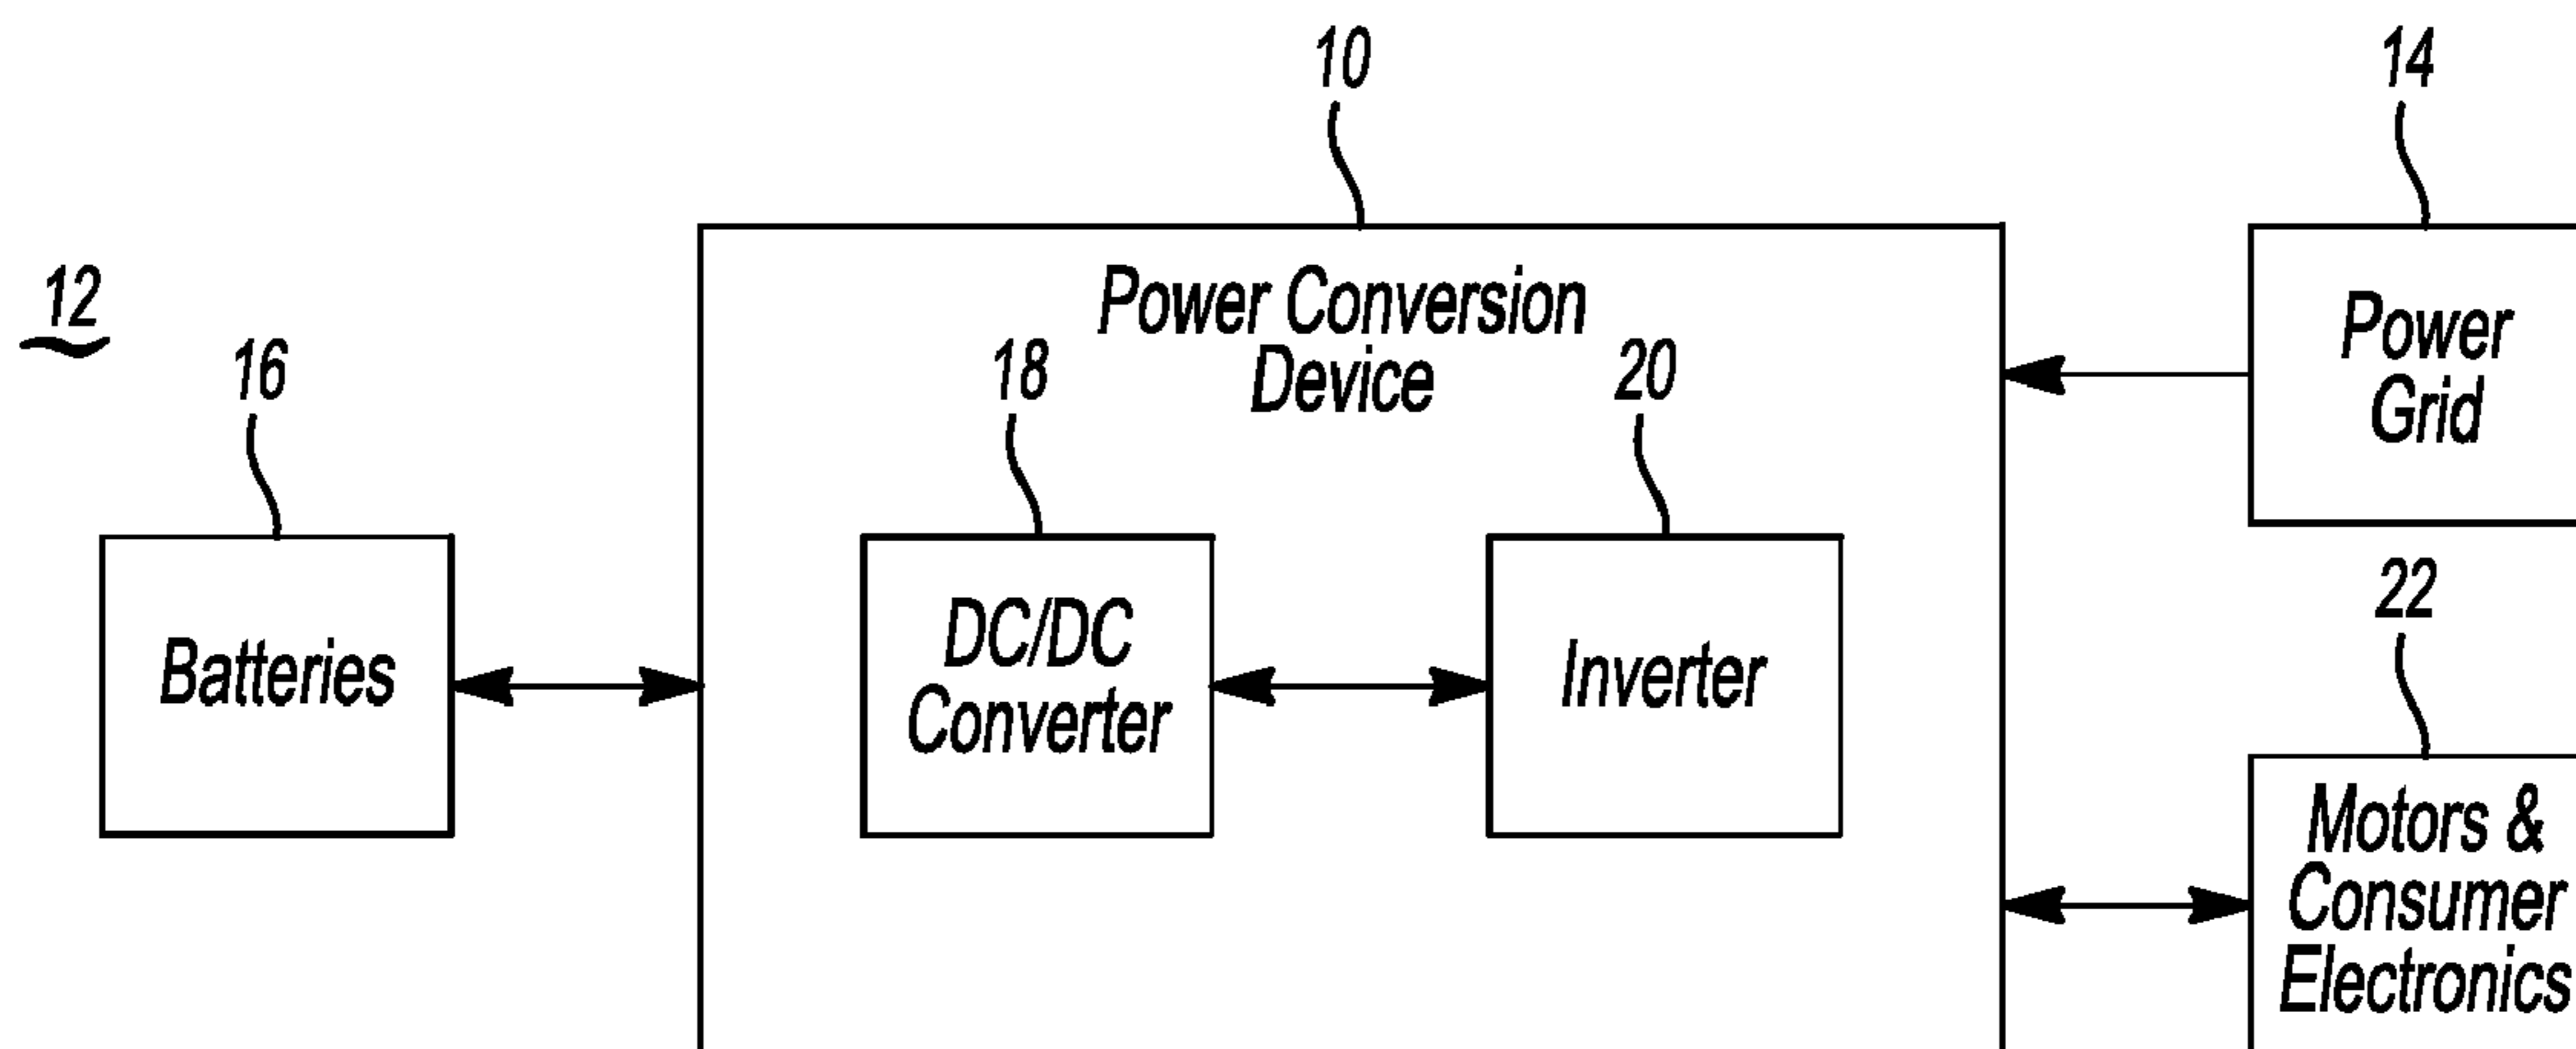 10
14
12
Power Conversion
Device
Power
Grid
16
18
20
22
Batteries
DC/DC
Converter
Inverter
Motors &
Consumer
Electronics